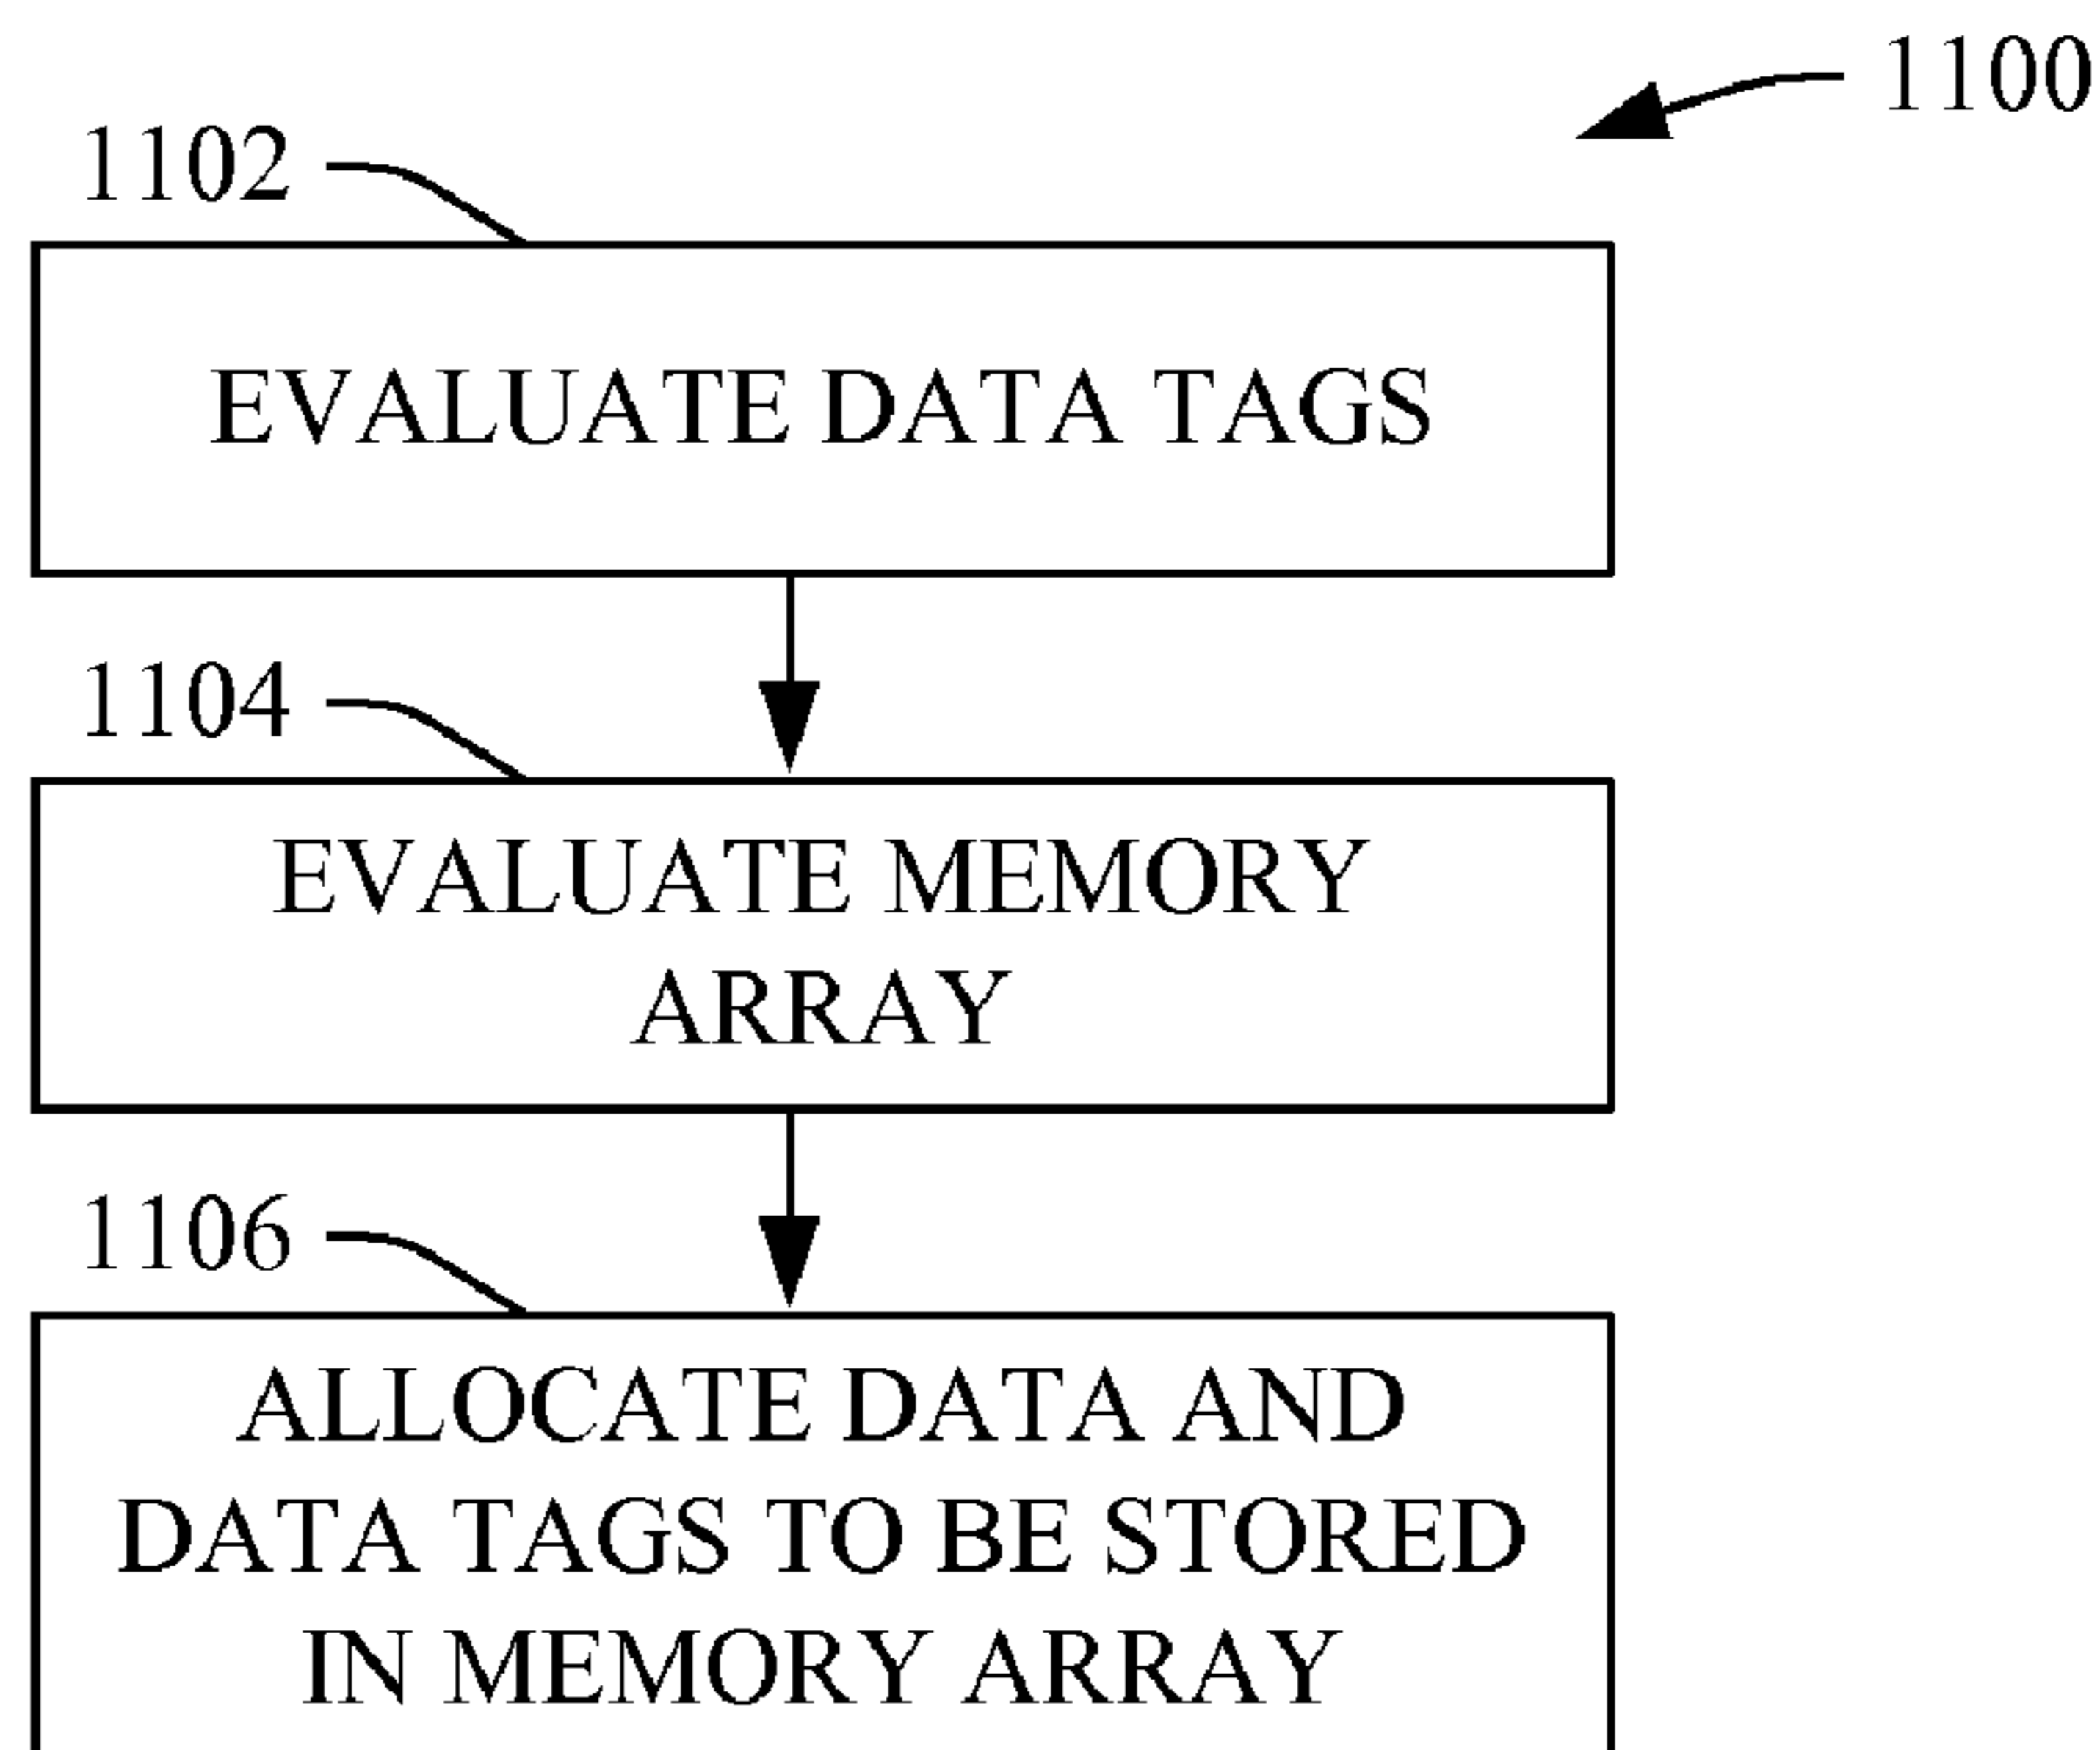 1100
1102
EVALUATE DATA TAGS
1104
EVALUATE MEMORY
ARRAY
1106
ALLOCATE DATA AND
DATA TAGS TO BE STORED
IN MEMORY ARRAY